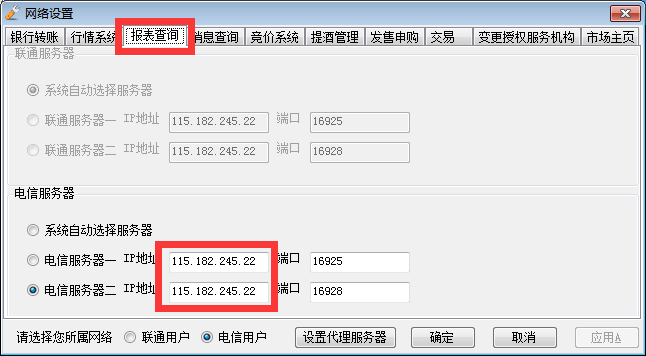 网络设置
银行转账 行情系统 报表查询 消息查询 竞价系统 提酒管理 发售申购 交易 变更授权服务机构 市场主页
联通服务器
系统自动选择服务器
联通服务器一 IP地址 115.182.245.22 端口 16925
联通服务器二 IP地址 115.182.245.22 端口 16928
电信服务器
系统自动选择服务器
电信服务器一 IP地址 115.182.245.22 端口 16925
电信服务器二 IP地址 115.182.245.22 端口 16928
请选择您所属网络 联通用户 电信用户 设置代理服务器 确定 取消 应用A